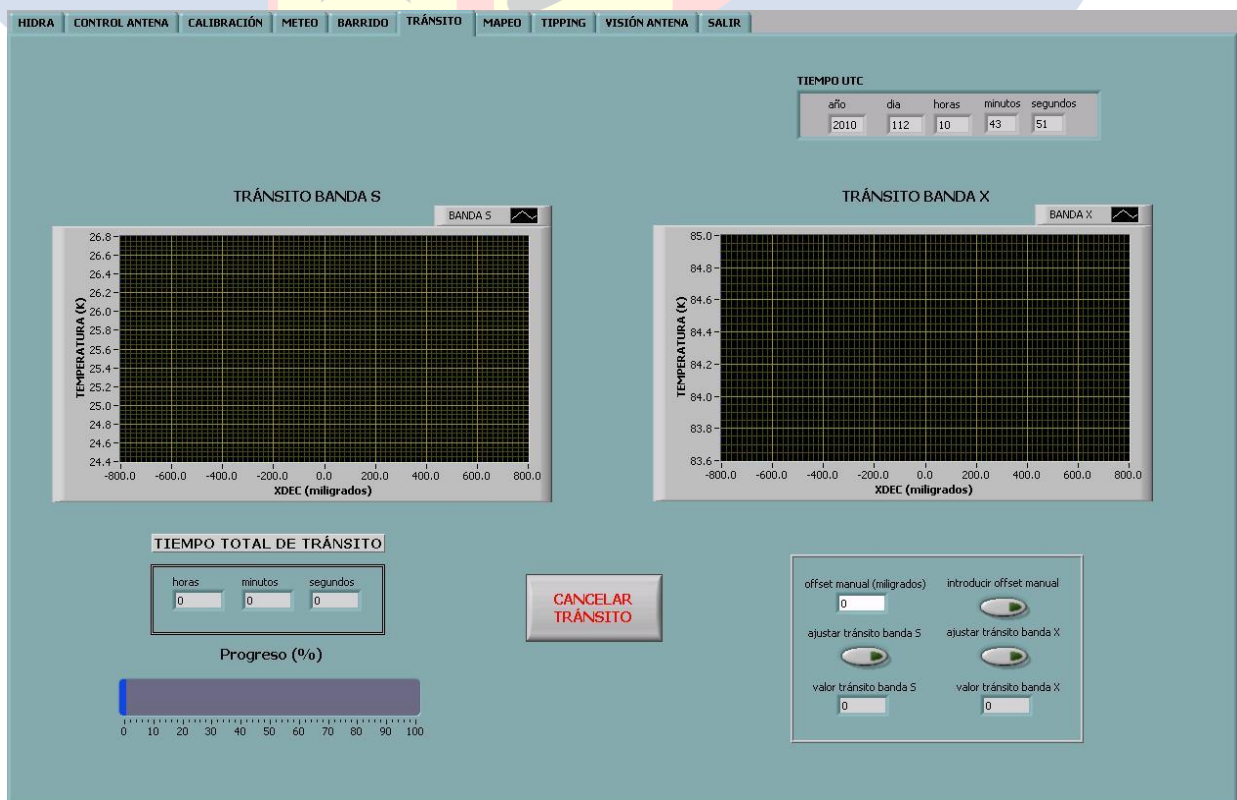 HIDRA CONTROL ANTENA CALIBRACIÓN METEO BARRIDO TRÁNSITO MAPEO TIPPING VISIÓN ANTENA SALIR
TIEMPO UTC
año dia horas minutos segundos
2010 112 10 43 51
TRÁNSITO BANDA S
BANDA S
26.8
26.6
26.4
26.2
26.0
25.8
25.6
25.4
25.2
25.0
24.8
24.6
24.4
TEMPERATURA (K)
-800.0 -600.0 -400.0 -200.0 0.0 200.0 400.0 600.0 800.0
XDEC (miligrados)
TRÁNSITO BANDA X
BANDA X
85.0
84.8
84.6
84.4
84.2
84.0
83.8
83.6
TEMPERATURA (K)
-800.0 -600.0 -400.0 -200.0 0.0 200.0 400.0 600.0 800.0
XDEC (miligrados)
TIEMPO TOTAL DE TRÁNSITO
horas minutos segundos
0 0 0
Progreso (%)
0 10 20 30 40 50 60 70 80 90 100
CANCELAR
TRÁNSITO
offset manual (miligrados) introducir offset manual
0
ajustar tránsito banda S ajustar tránsito banda X
valor tránsito banda S valor tránsito banda X
0 0